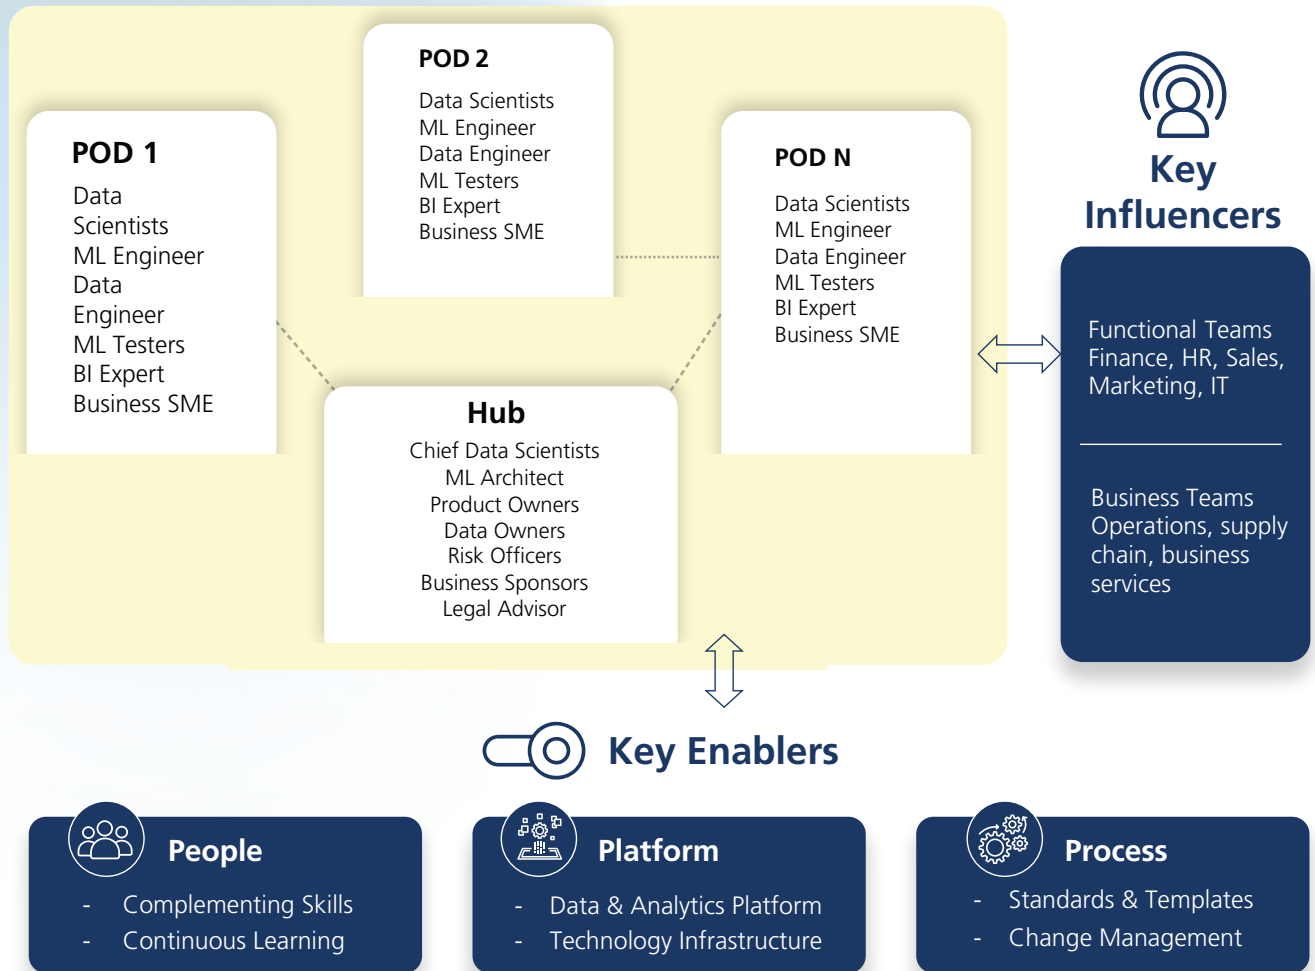 POD 1
Data
Scientists
ML Engineer
Data
Engineer
ML Testers
BI Expert
Business SME
POD 2
Data Scientists
ML Engineer
Data Engineer
ML Testers
BI Expert
Business SME
POD N
Data Scientists
ML Engineer
Data Engineer
ML Testers
BI Expert
Business SME
Hub
Chief Data Scientists
ML Architect
Product Owners
Data Owners
Risk Officers
Business Sponsors
Legal Advisor
Key
Influencers
Functional Teams
Finance, HR, Sales,
Marketing, IT
Business Teams
Operations, supply
chain, business
services
Key Enablers
People
- Complementing Skills
- Continuous Learning
Platform
- Data & Analytics Platform
- Technology Infrastructure
Process
- Standards & Templates
- Change Management